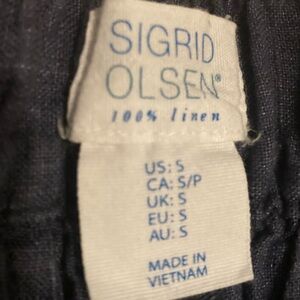 SIGRID
OLSEN®
100% linen
US: S
CA: S/P
UK: S
EU: S
AU: S
MADE IN
VIETNAM